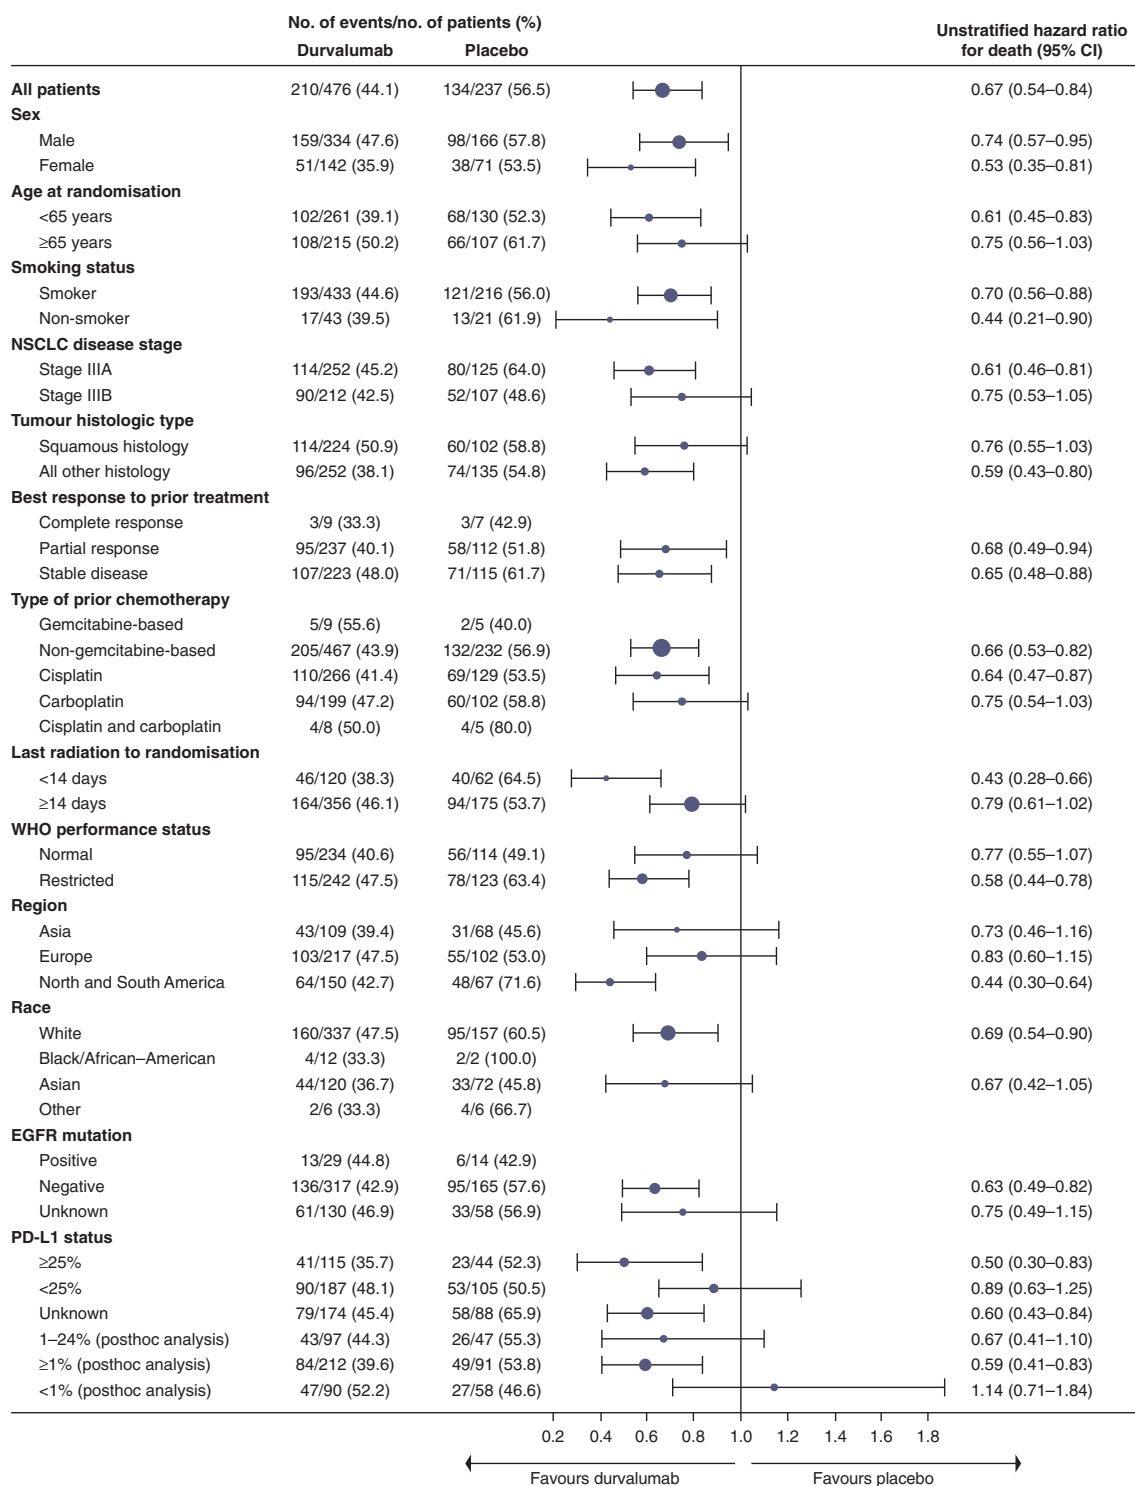 No. of events/no. of patients (%)
Durvalumab Placebo
Unstratified hazard ratio
for death (95% CI)
All patients 210/476 (44.1) 134/237 (56.5) 0.67 (0.54–0.84)
Sex
Male 159/334 (47.6) 98/166 (57.8) 0.74 (0.57–0.95)
Female 51/142 (35.9) 38/71 (53.5) 0.53 (0.35–0.81)
Age at randomisation
<65 years 102/261 (39.1) 68/130 (52.3) 0.61 (0.45–0.83)
≥65 years 108/215 (50.2) 66/107 (61.7) 0.75 (0.56–1.03)
Smoking status
Smoker 193/433 (44.6) 121/216 (56.0) 0.70 (0.56–0.88)
Non-smoker 17/43 (39.5) 13/21 (61.9) 0.44 (0.21–0.90)
NSCLC disease stage
Stage IIIA 114/252 (45.2) 80/125 (64.0) 0.61 (0.46–0.81)
Stage IIIB 90/212 (42.5) 52/107 (48.6) 0.75 (0.53–1.05)
Tumour histologic type
Squamous histology 114/224 (50.9) 60/102 (58.8) 0.76 (0.55–1.03)
All other histology 96/252 (38.1) 74/135 (54.8) 0.59 (0.43–0.80)
Best response to prior treatment
Complete response 3/9 (33.3) 3/7 (42.9)
Partial response 95/237 (40.1) 58/112 (51.8) 0.68 (0.49–0.94)
Stable disease 107/223 (48.0) 71/115 (61.7) 0.65 (0.48–0.88)
Type of prior chemotherapy
Gemcitabine-based 5/9 (55.6) 2/5 (40.0)
Non-gemcitabine-based 205/467 (43.9) 132/232 (56.9) 0.66 (0.53–0.82)
Cisplatin 110/266 (41.4) 69/129 (53.5) 0.64 (0.47–0.87)
Carboplatin 94/199 (47.2) 60/102 (58.8) 0.75 (0.54–1.03)
Cisplatin and carboplatin 4/8 (50.0) 4/5 (80.0)
Last radiation to randomisation
<14 days 46/120 (38.3) 40/62 (64.5) 0.43 (0.28–0.66)
≥14 days 164/356 (46.1) 94/175 (53.7) 0.79 (0.61–1.02)
WHO performance status
Normal 95/234 (40.6) 56/114 (49.1) 0.77 (0.55–1.07)
Restricted 115/242 (47.5) 78/123 (63.4) 0.58 (0.44–0.78)
Region
Asia 43/109 (39.4) 31/68 (45.6) 0.73 (0.46–1.16)
Europe 103/217 (47.5) 55/102 (53.0) 0.83 (0.60–1.15)
North and South America 64/150 (42.7) 48/67 (71.6) 0.44 (0.30–0.64)
Race
White 160/337 (47.5) 95/157 (60.5) 0.69 (0.54–0.90)
Black/African–American 4/12 (33.3) 2/2 (100.0)
Asian 44/120 (36.7) 33/72 (45.8) 0.67 (0.42–1.05)
Other 2/6 (33.3) 4/6 (66.7)
EGFR mutation
Positive 13/29 (44.8) 6/14 (42.9)
Negative 136/317 (42.9) 95/165 (57.6) 0.63 (0.49–0.82)
Unknown 61/130 (46.9) 33/58 (56.9) 0.75 (0.49–1.15)
PD-L1 status
≥25% 41/115 (35.7) 23/44 (52.3) 0.50 (0.30–0.83)
<25% 90/187 (48.1) 53/105 (50.5) 0.89 (0.63–1.25)
Unknown 79/174 (45.4) 58/88 (65.9) 0.60 (0.43–0.84)
1–24% (posthoc analysis) 43/97 (44.3) 26/47 (55.3) 0.67 (0.41–1.10)
≥1% (posthoc analysis) 84/212 (39.6) 49/91 (53.8) 0.59 (0.41–0.83)
<1% (posthoc analysis) 47/90 (52.2) 27/58 (46.6) 1.14 (0.71–1.84)
0.2 0.4 0.6 0.8 1.0 1.2 1.4 1.6 1.8
Favours durvalumab Favours placebo